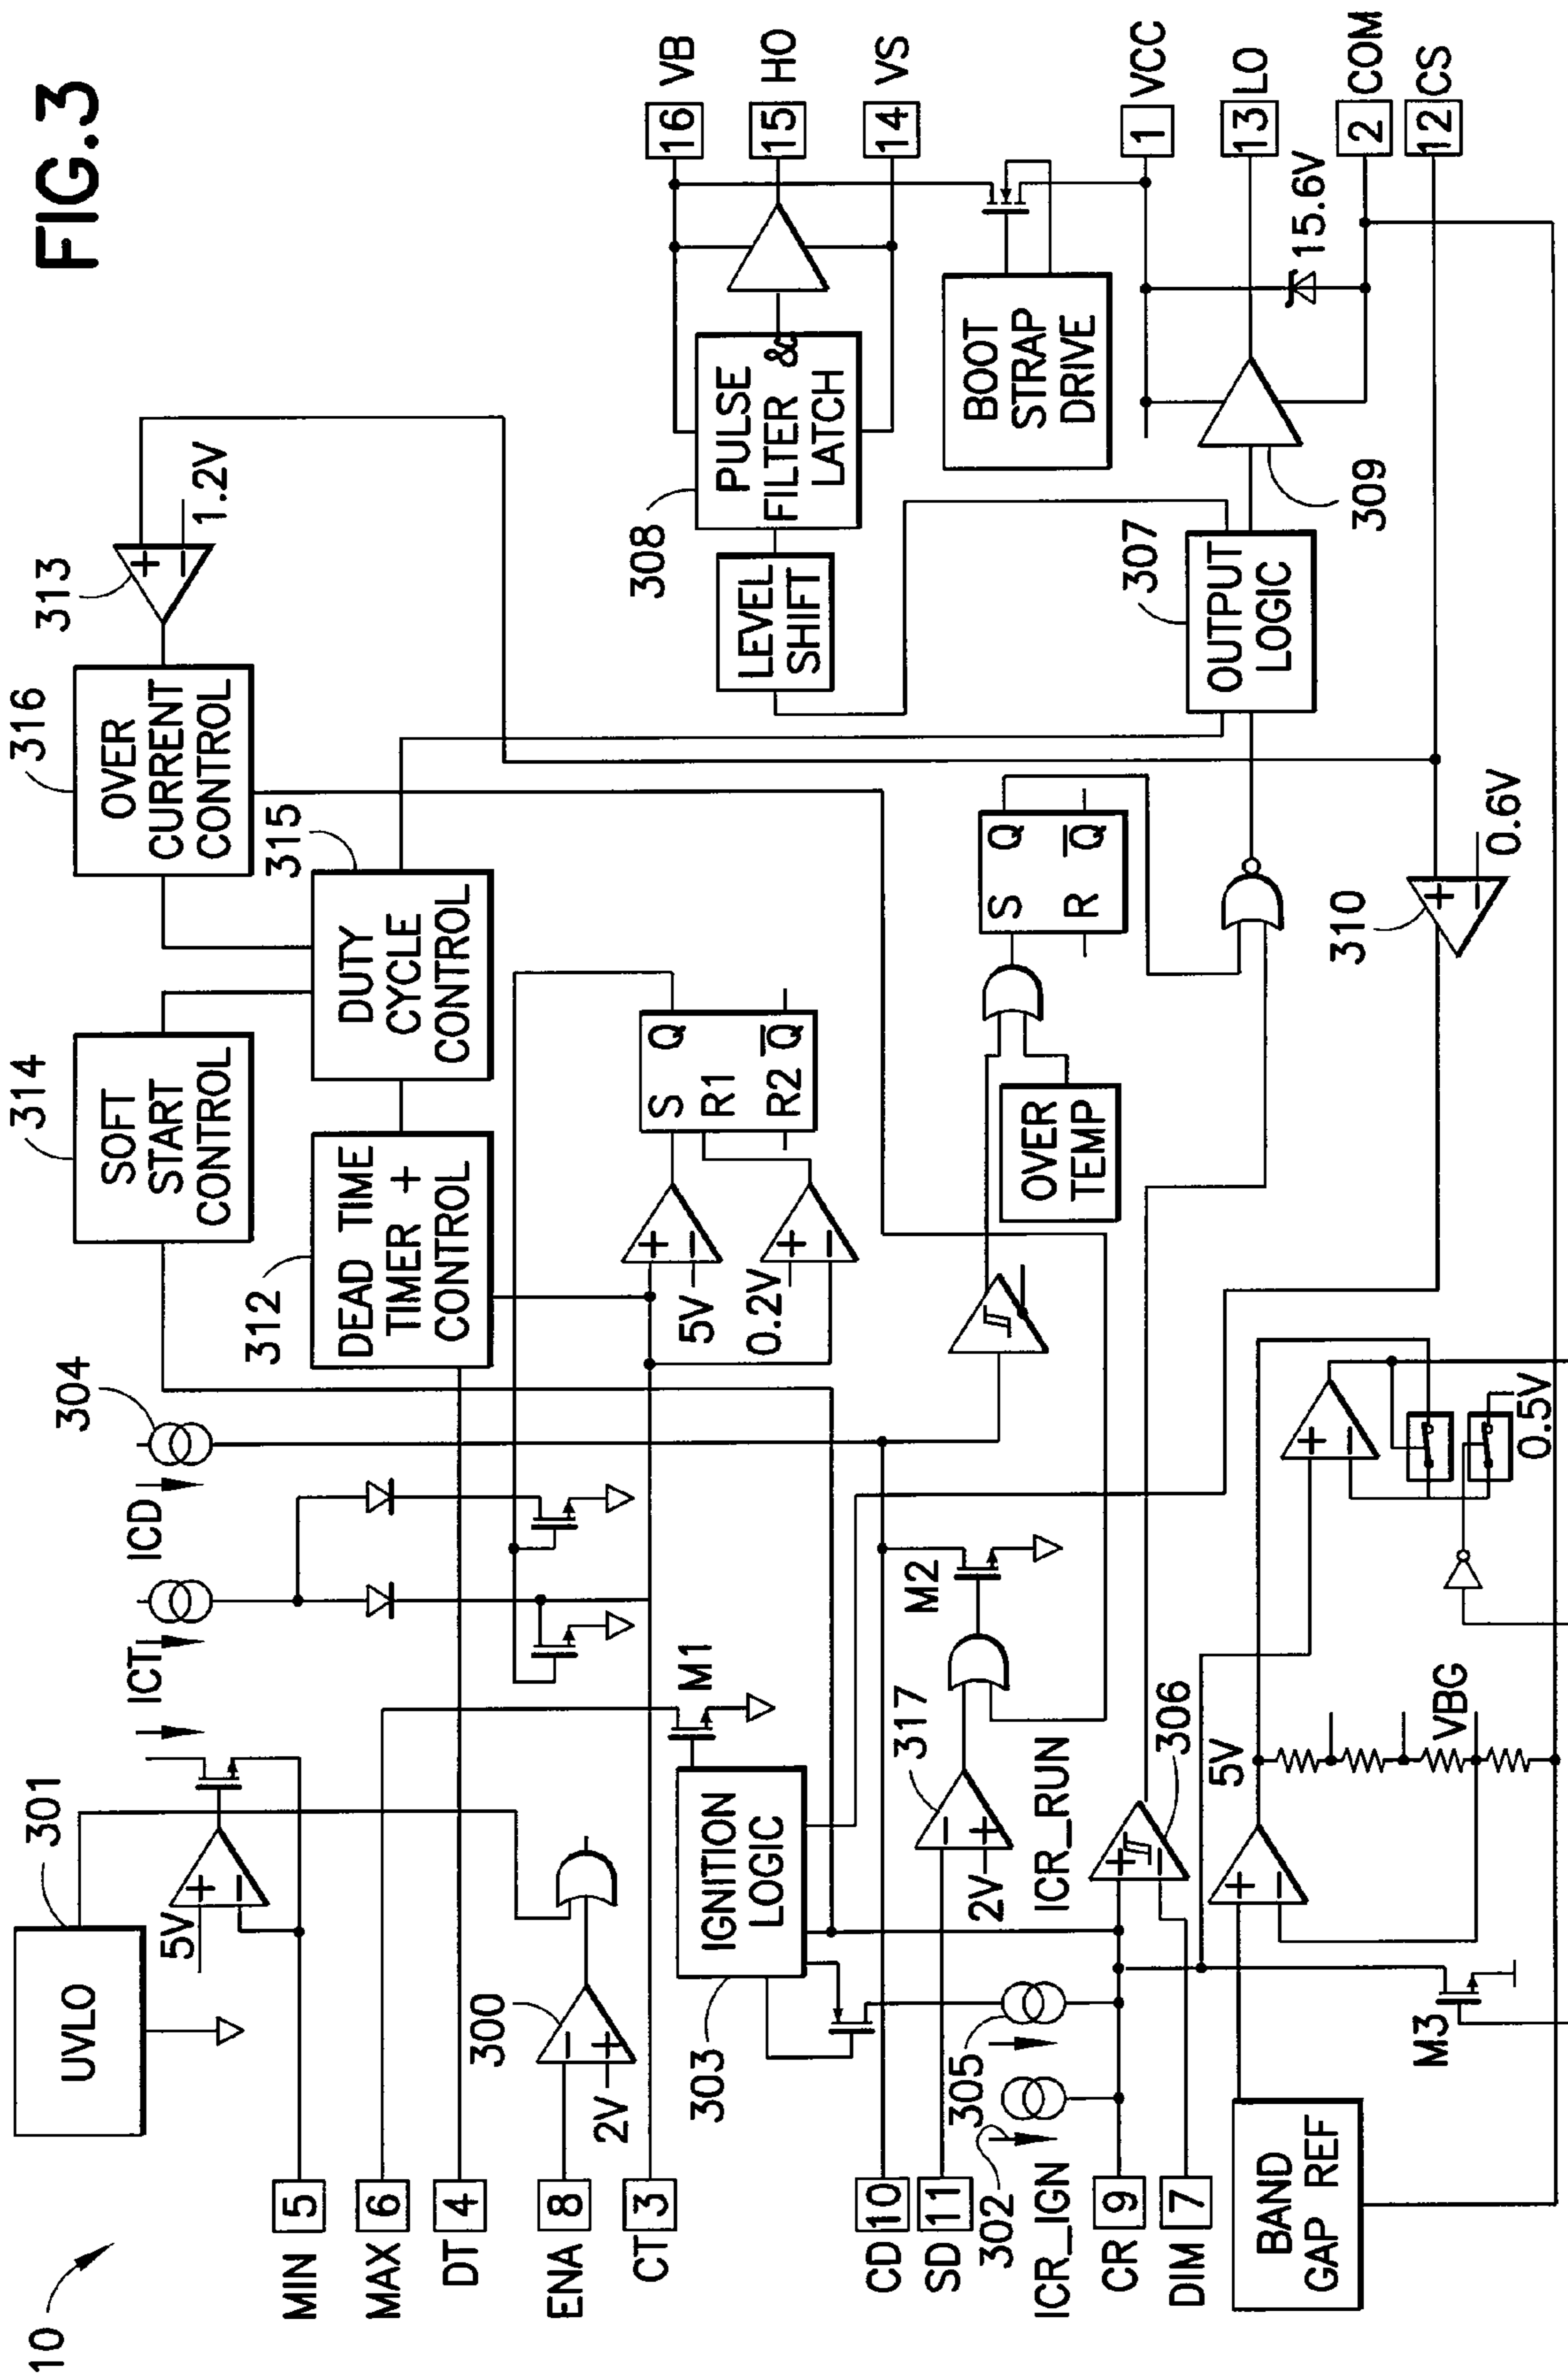 FIG.3
10
UVLO
301
ICT
ICD
304
314
SOFT
START
CONTROL
316
OVER
CURRENT
CONTROL
313
+
−
1.2V
5V
+
−
MIN 5
MAX 6
DT 4
312
DEAD TIME
TIMER +
CONTROL
315
DUTY
CYCLE
CONTROL
ENA 8
300
−
+
2V
CT 3
+
−
5V
0.2V
+
−
S Q
R1
R2 Q
M1
303
IGNITION
LOGIC
LEVEL
SHIFT
308
PULSE
FILTER &
LATCH
16 VB
15 HO
14 VS
BOOT
STRAP
DRIVE
CD 10
SD 11
317
−
+
2V
M2
OVER
TEMP
S Q
R Q
302
305
ICR_IGN
ICR_RUN
CR 9
DIM 7
306
+
−
307
OUTPUT
LOGIC
309
1 VCC
13 LO
15.6V
2 COM
12 CS
310
+
−
0.6V
BAND
GAP REF
+
−
5V
VBG
M3
+
−
0.5V